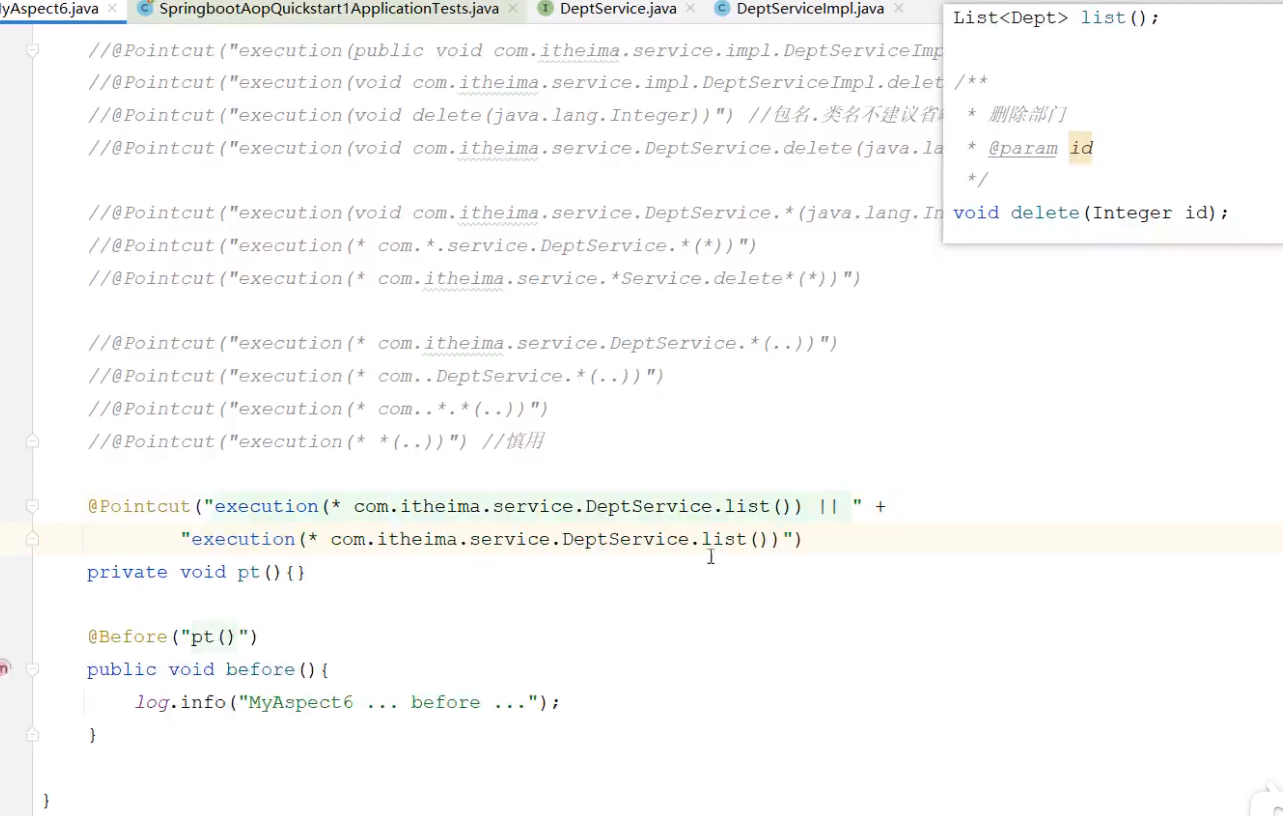 MyAspect6.java SpringbootAopQuickstart1ApplicationTests.java DeptService.java DeptServiceImpl.java
//@Pointcut("execution(public void com.itheima.service.impl.DeptServiceImp
//@Pointcut("execution(void com.itheima.service.impl.DeptServiceImpl.delet
//@Pointcut("execution(void delete(java.lang.Integer))") //包名.类名不建议省
//@Pointcut("execution(void com.itheima.service.DeptService.delete(java.la
//@Pointcut("execution(void com.itheima.service.DeptService.*(java.lang.In
//@Pointcut("execution(* com.*.service.DeptService.*(*))")
//@Pointcut("execution(* com.itheima.service.*Service.delete*(*))")
//@Pointcut("execution(* com.itheima.service.DeptService.*(..))")
//@Pointcut("execution(* com..DeptService.*(..))")
//@Pointcut("execution(* com..*.*(..))")
//@Pointcut("execution(* *(..))") //慎用
@Pointcut("execution(* com.itheima.service.DeptService.list()) || " +
"execution(* com.itheima.service.DeptService.list())")
private void pt(){}
@Before("pt()")
public void before(){
log.info("MyAspect6 ... before ...");
}
}
List<Dept> list();
/**
* 删除部门
* @param id
*/
void delete(Integer id);